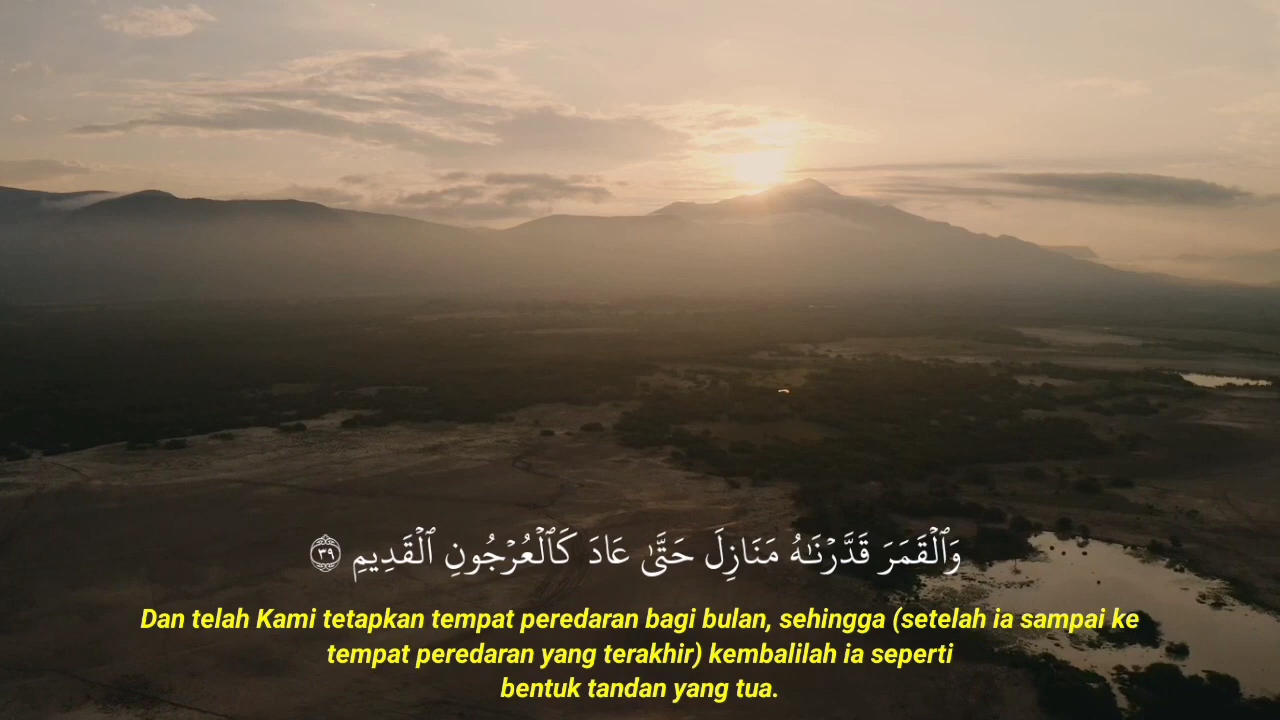 وَٱلۡقَمَرَ قَدَّرۡنَـٰهُ مَنَازِلَ حَتَّىٰ عَادَ كَٱلۡعُرۡجُونِ ٱلۡقَدِيمِ ٣٩
Dan telah Kami tetapkan tempat peredaran bagi bulan, sehingga (setelah ia sampai ke
tempat peredaran yang terakhir) kembalilah ia seperti
bentuk tandan yang tua.